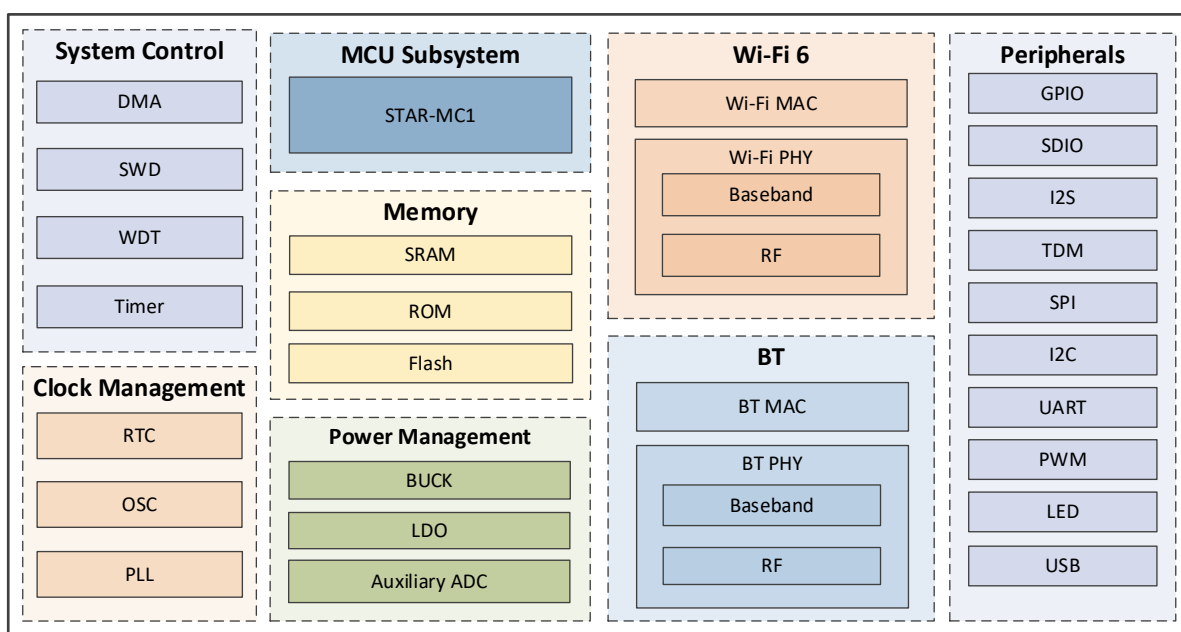 System Control
DMA
SWD
WDT
Timer
Clock Management
RTC
OSC
PLL
MCU Subsystem
STAR-MC1
Memory
SRAM
ROM
Flash
Power Management
BUCK
LDO
Auxiliary ADC
Wi-Fi 6
Wi-Fi MAC
Wi-Fi PHY
Baseband
RF
BT
BT MAC
BT PHY
Baseband
RF
Peripherals
GPIO
SDIO
I2S
TDM
SPI
I2C
UART
PWM
LED
USB